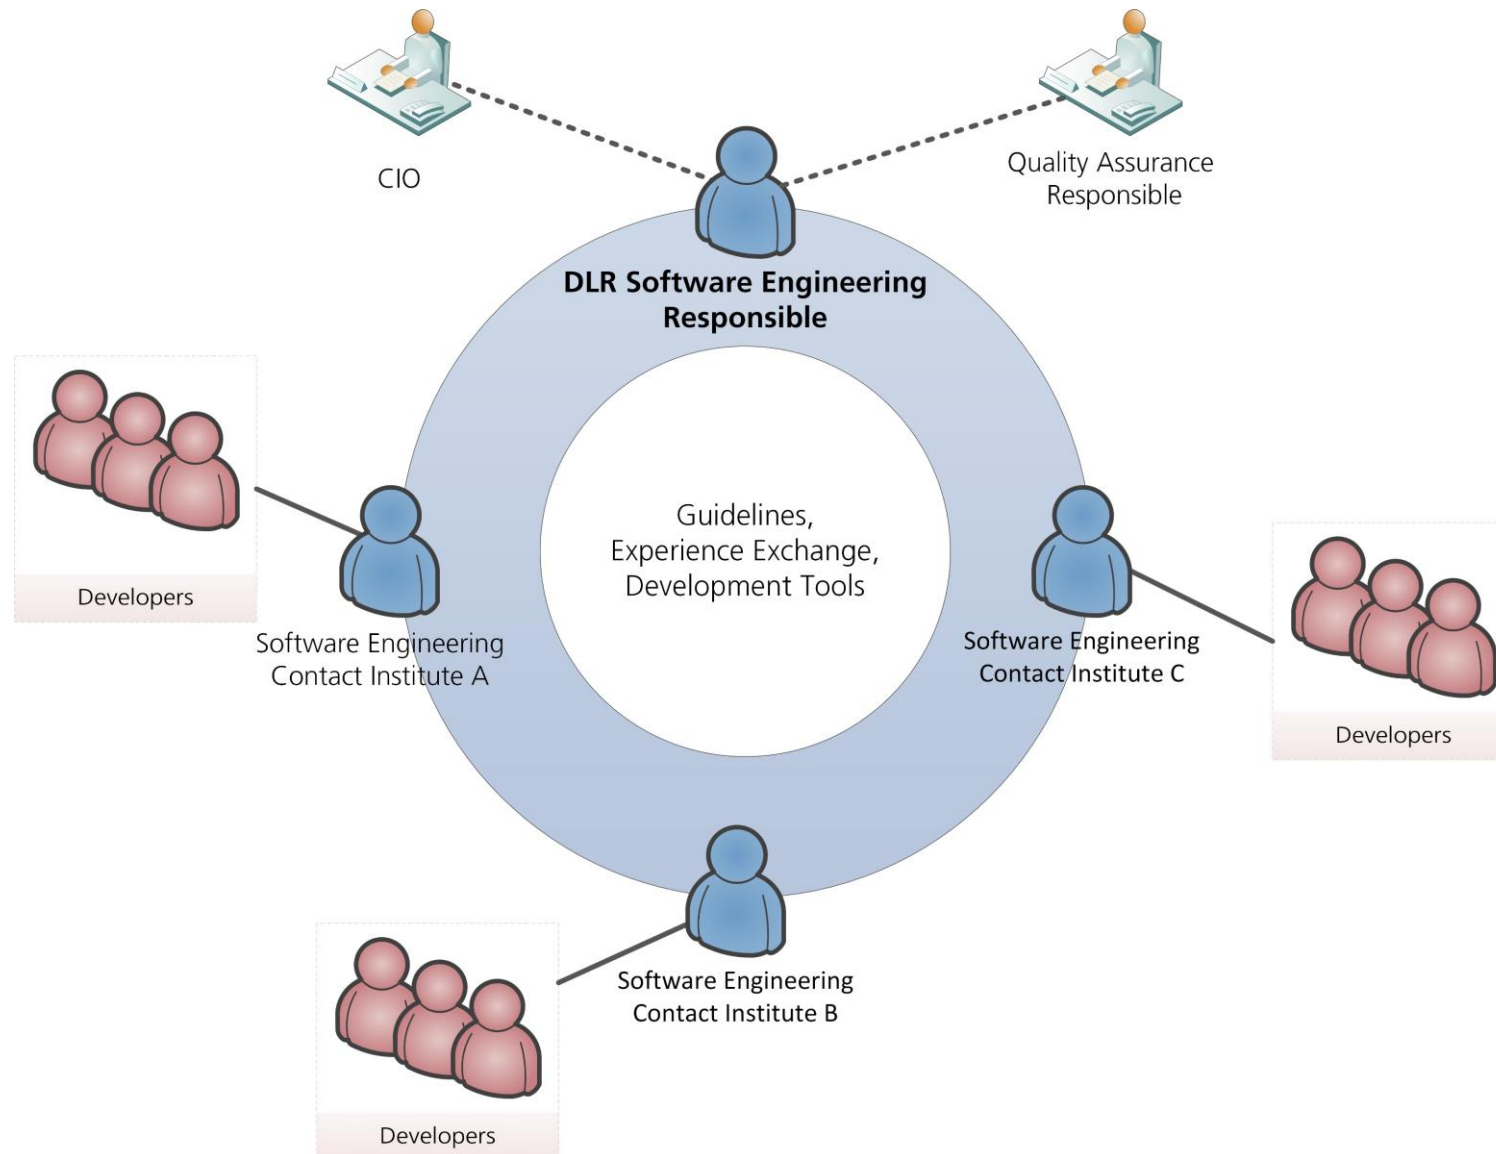 CIO
Quality Assurance
Responsible
DLR Software Engineering
Responsible
Guidelines,
Experience Exchange,
Development Tools
Developers
Software Engineering
Contact Institute A
Software Engineering
Contact Institute C
Developers
Software Engineering
Contact Institute B
Developers